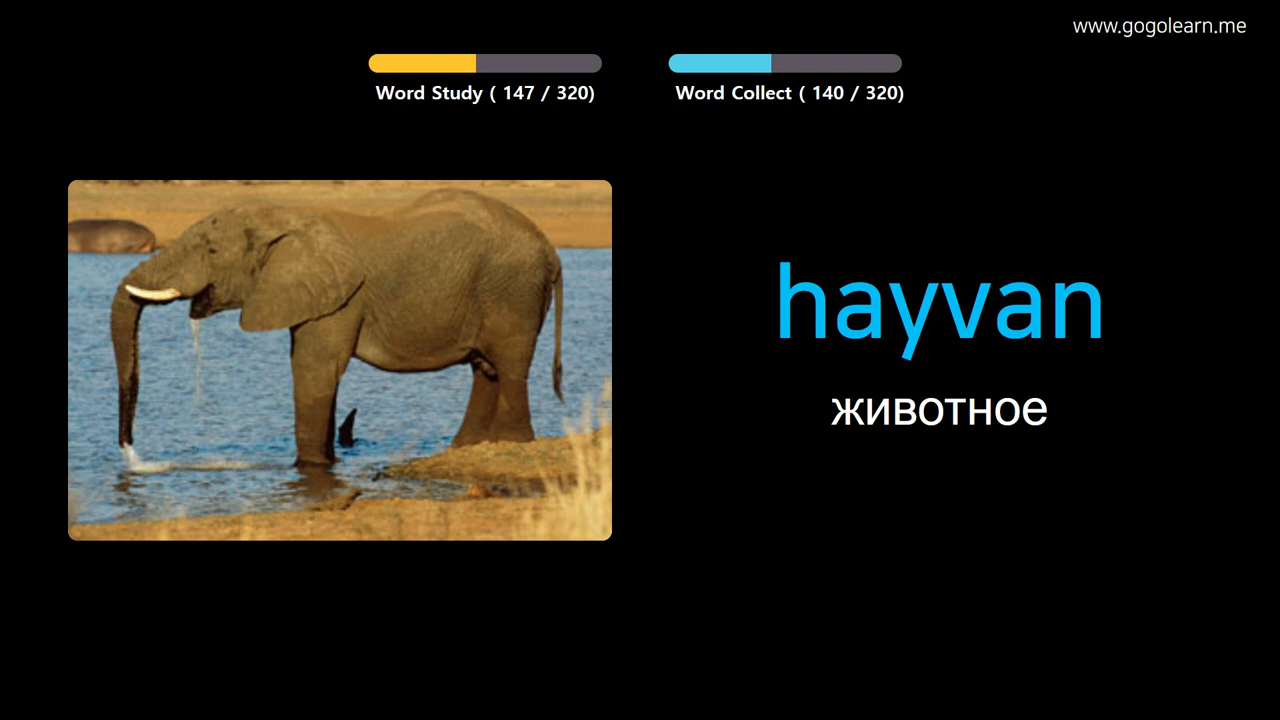 www.gogolearn.me
Word Study ( 147 / 320)
Word Collect ( 140 / 320)
hayvan
животное